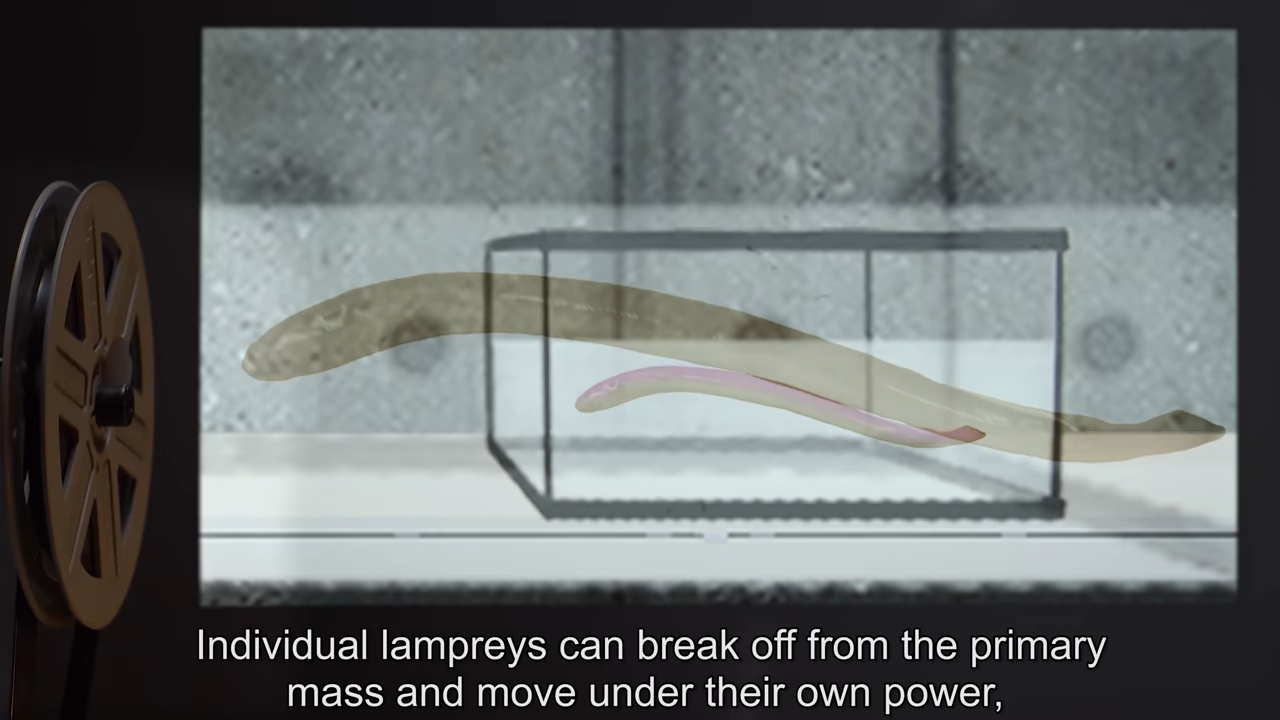 Individual lampreys can break off from the primary
mass and move under their own power,